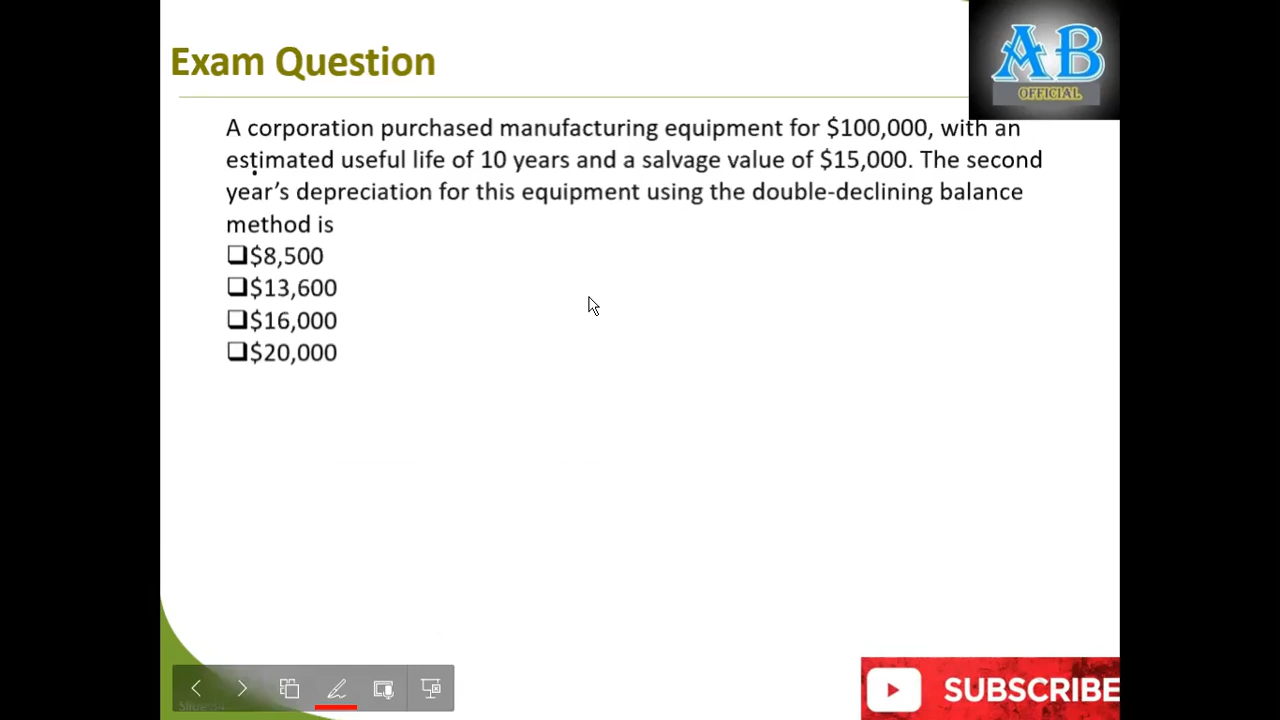 Exam Question
AB
OFFICIAL
A corporation purchased manufacturing equipment for $100,000, with an
estimated useful life of 10 years and a salvage value of $15,000. The second
year's depreciation for this equipment using the double-declining balance
method is
❑$8,500
❑$13,600
❑$16,000
❑$20,000
Slide 34
SUBSCRIBE